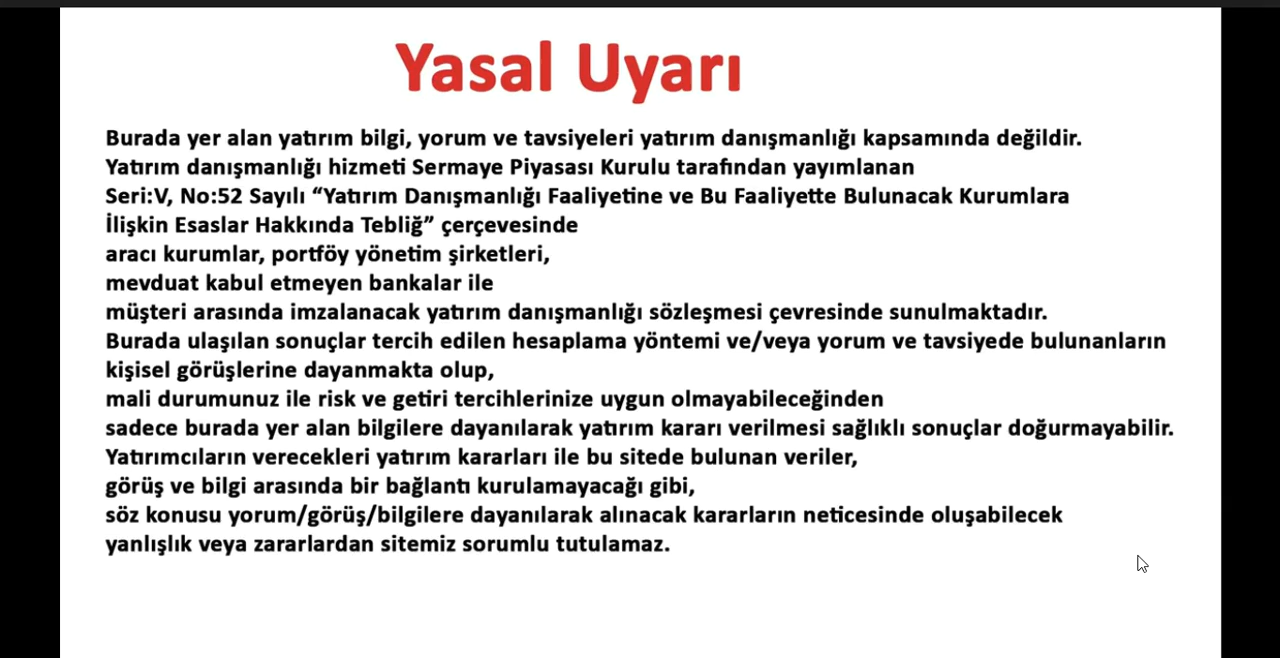 Yasal Uyarı
Burada yer alan yatırım bilgi, yorum ve tavsiyeleri yatırım danışmanlığı kapsamında değildir.
Yatırım danışmanlığı hizmeti Sermaye Piyasası Kurulu tarafından yayımlanan
Seri:V, No:52 Sayılı “Yatırım Danışmanlığı Faaliyetine ve Bu Faaliyette Bulunacak Kurumlara
İlişkin Esaslar Hakkında Tebliğ” çerçevesinde
aracı kurumlar, portföy yönetim şirketleri,
mevduat kabul etmeyen bankalar ile
müşteri arasında imzalanacak yatırım danışmanlığı sözleşmesi çevresinde sunulmaktadır.
Burada ulaşılan sonuçlar tercih edilen hesaplama yöntemi ve/veya yorum ve tavsiyede bulunanların
kişisel görüşlerine dayanmakta olup,
mali durumunuz ile risk ve getiri tercihlerinize uygun olmayabileceğinden
sadece burada yer alan bilgilere dayanılarak yatırım kararı verilmesi sağlıklı sonuçlar doğurmayabilir.
Yatırımcıların verecekleri yatırım kararları ile bu sitede bulunan veriler,
görüş ve bilgi arasında bir bağlantı kurulamayacağı gibi,
söz konusu yorum/görüş/bilgilere dayanılarak alınacak kararların neticesinde oluşabilecek
yanlışlık veya zararlardan sitemiz sorumlu tutulamaz.